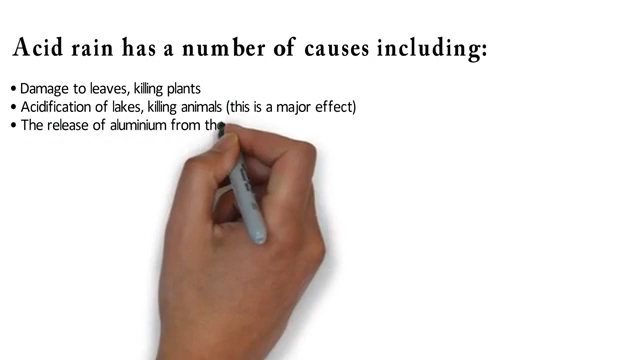 Acid rain has a number of causes including:
• Damage to leaves, killing plants
• Acidification of lakes, killing animals (this is a major effect)
• The release of aluminium from the